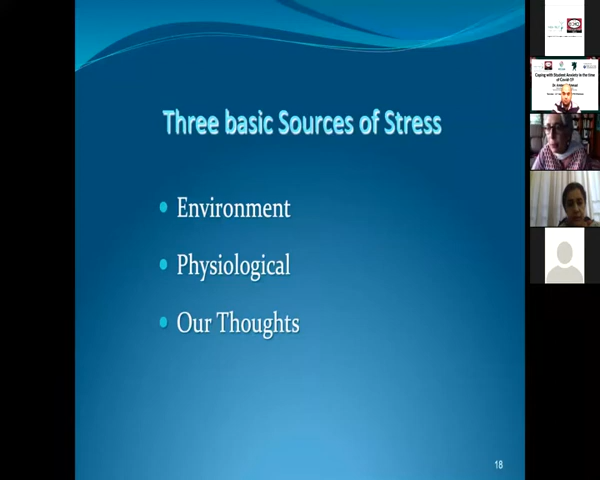 Three basic Sources of Stress
Environment
Physiological
Our Thoughts
18
Coping with Student Anxiety in the time
of Covid-19